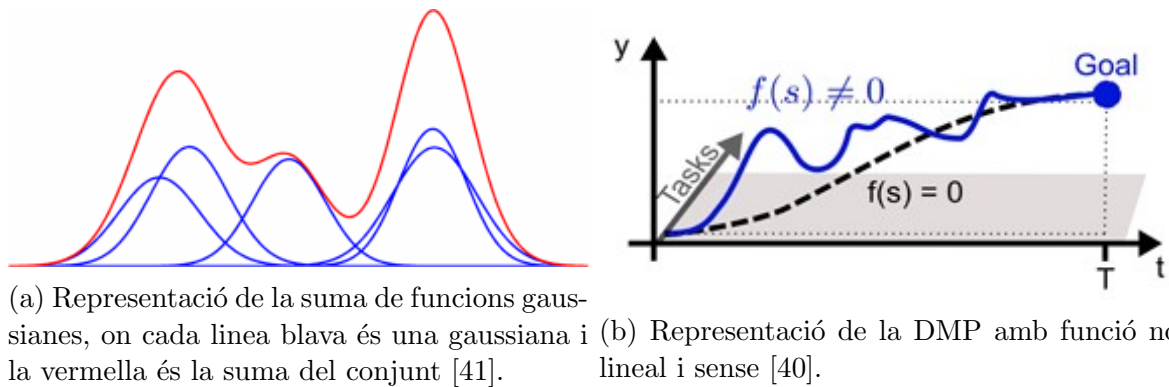 y
Goal
f(s) ≠ 0
Tasks
f(s) = 0
T
t
(a) Representació de la suma de funcions gaus-
sianes, on cada linea blava és una gaussiana i
la vermella és la suma del conjunt [41].
(b) Representació de la DMP amb funció no
lineal i sense [40].